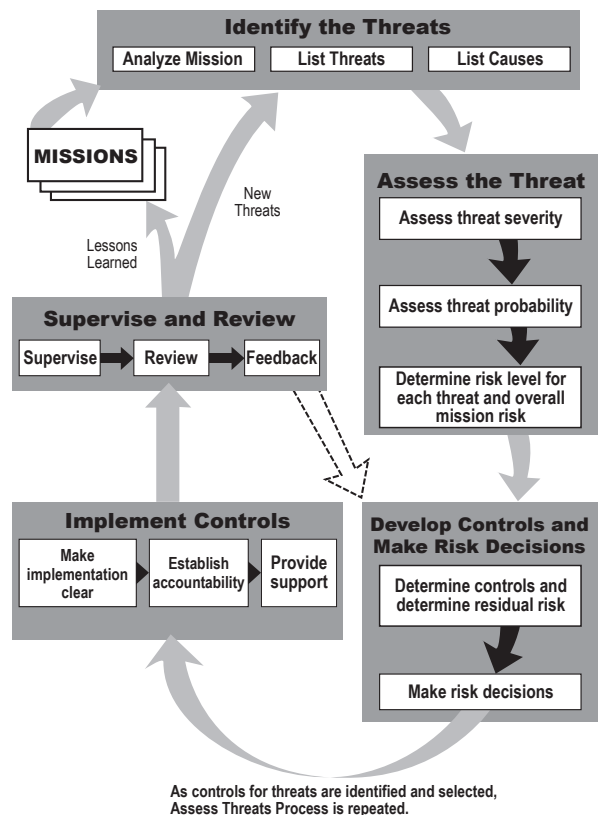 Identify the Threats
Analyze Mission
List Threats
List Causes
MISSIONS
New
Threats
Lessons
Learned
Assess the Threat
Assess threat severity
Assess threat probability
Determine risk level for
each threat and overall
mission risk
Supervise and Review
Supervise
Review
Feedback
Implement Controls
Make
implementation
clear
Establish
accountability
Provide
support
Develop Controls and
Make Risk Decisions
Determine controls and
determine residual risk
Make risk decisions
As controls for threats are identified and selected,
Assess Threats Process is repeated.